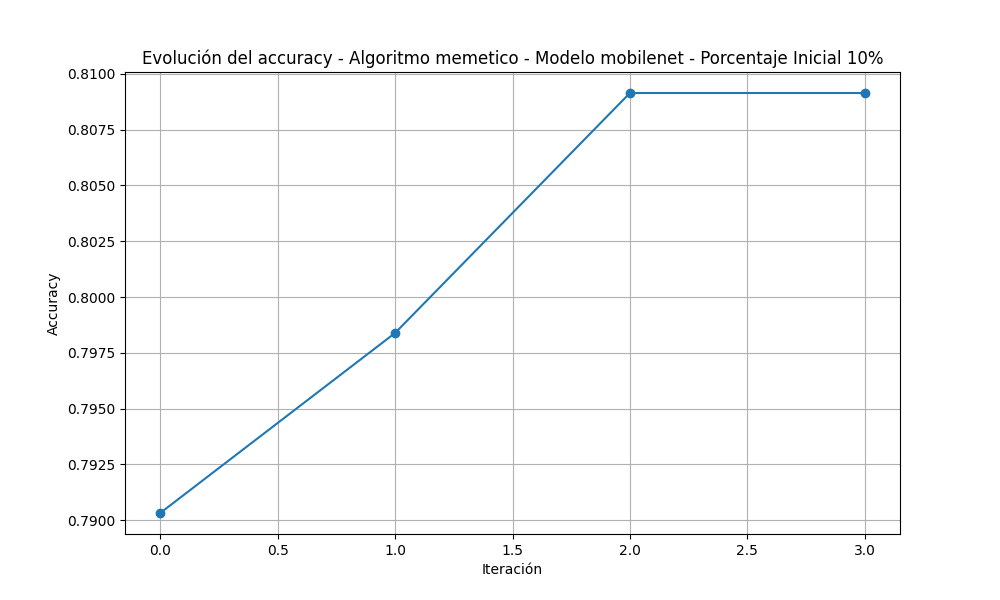 Evolución del accuracy - Algoritmo memetico - Modelo mobilenet - Porcentaje Inicial 10%
0.8100
0.8075
0.8050
0.8025
0.8000
0.7975
0.7950
0.7925
0.7900
Accuracy
0.0 0.5 1.0 1.5 2.0 2.5 3.0
Iteración